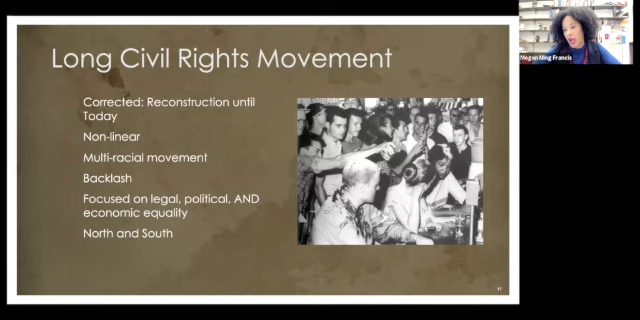 Long Civil Rights Movement
Corrected: Reconstruction until
Today
Non-linear
Multi-racial movement
Backlash
Focused on legal, political, AND
economic equality
North and South
Megan Ming Francis